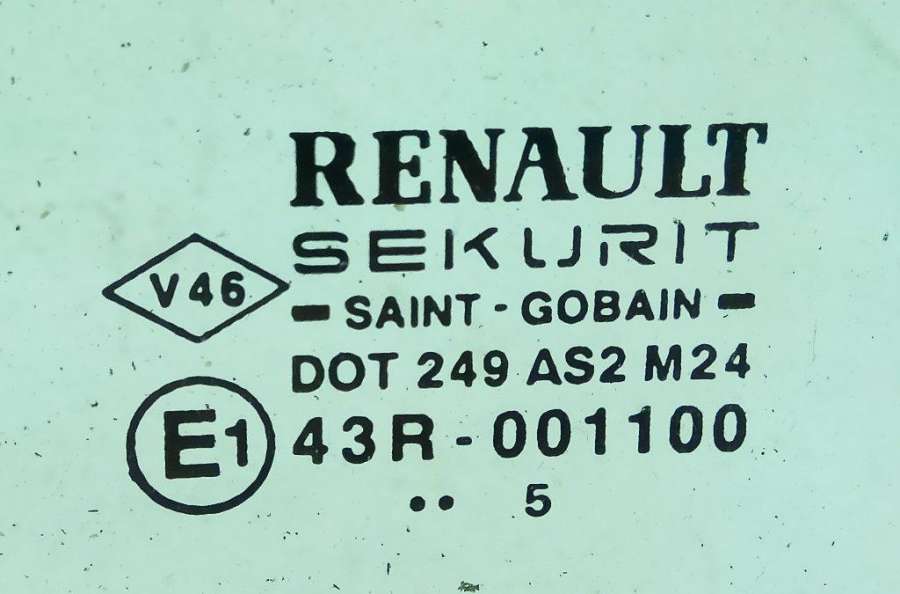 RENAULT
SEKURIT
V46
- SAINT - GOBAIN -
DOT 249 AS2 M24
E1 43R - 001100
•• 5